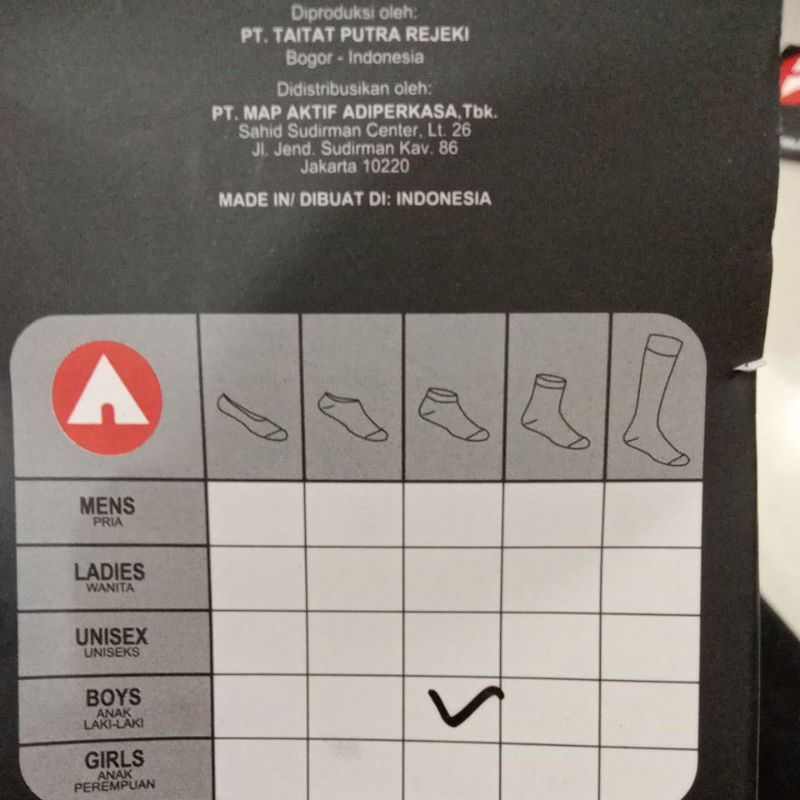 Diproduksi oleh:
PT. TAITAT PUTRA REJEKI
Bogor - Indonesia
Didistribusikan oleh:
PT. MAP AKTIF ADIPERKASA,Tbk.
Sahid Sudirman Center, Lt. 26
Jl. Jend. Sudirman Kav. 86
Jakarta 10220
MADE IN/ DIBUAT DI: INDONESIA
MENS
PRIA
LADIES
WANITA
UNISEX
UNISEKS
BOYS
ANAK
LAKI-LAKI
GIRLS
ANAK
PEREMPUAN